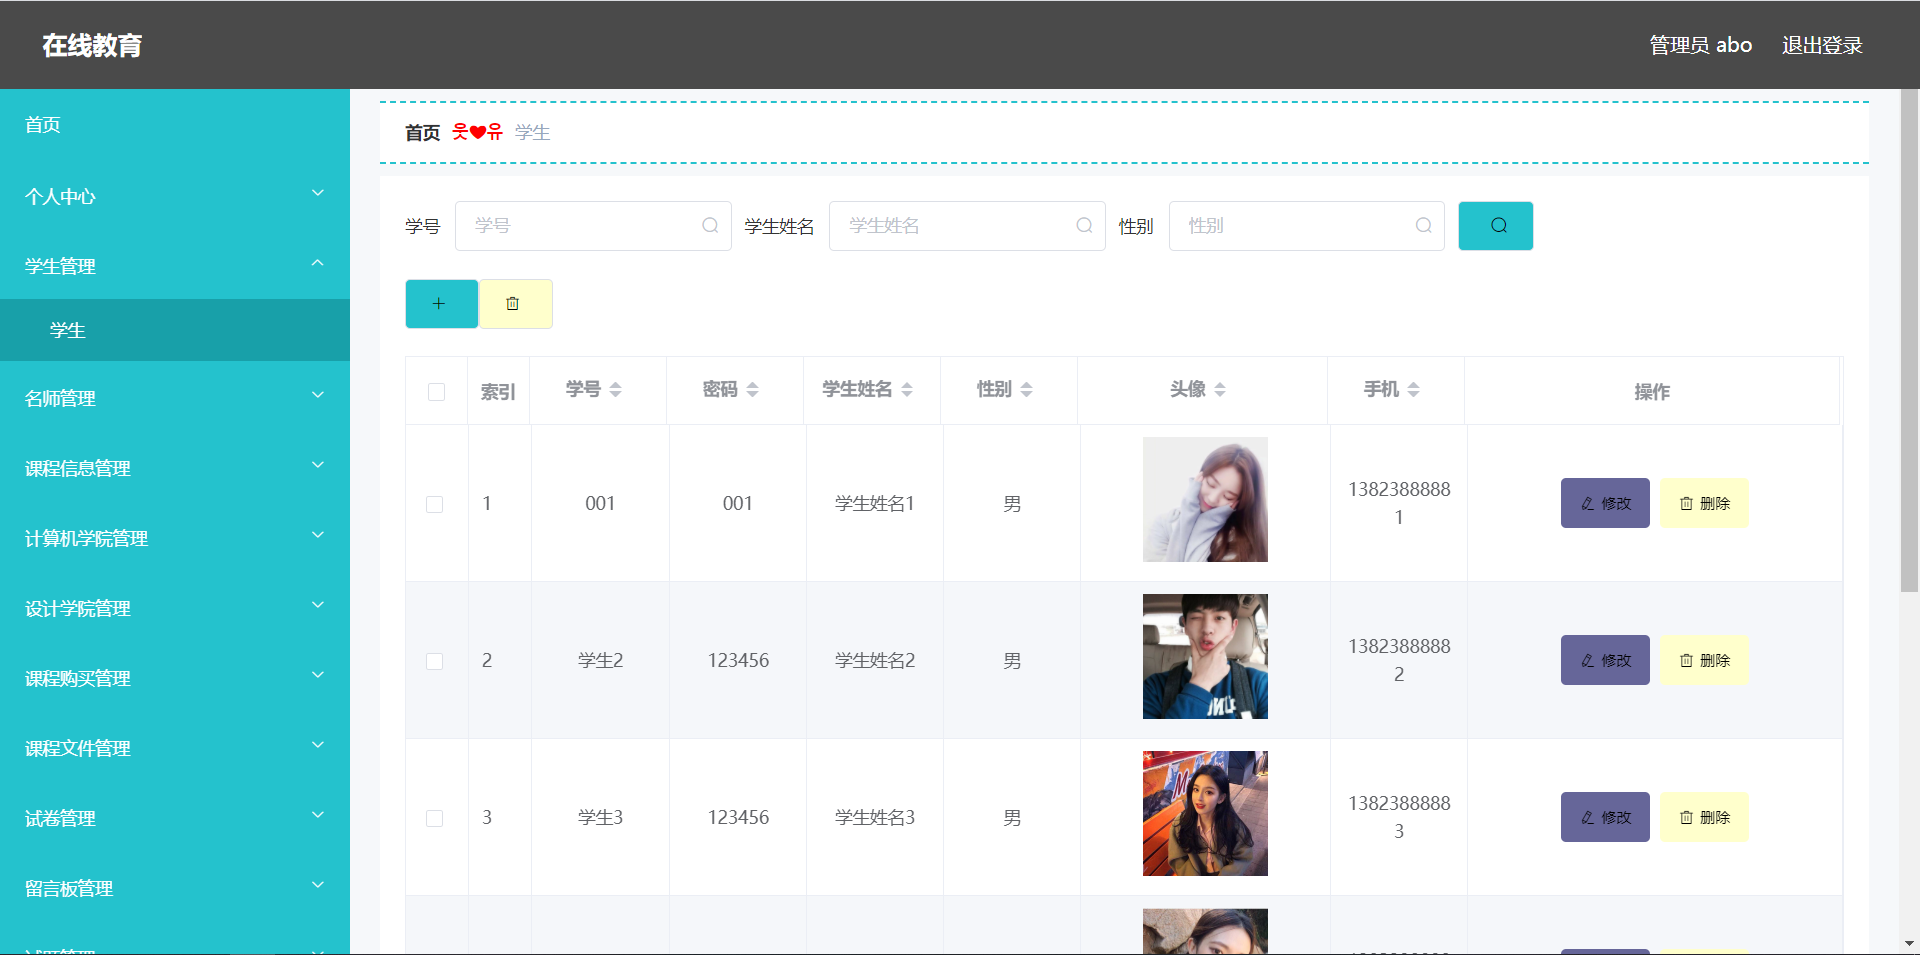 在线教育
管理员 abo 退出登录
首页
个人中心
学生管理
学生
名师管理
课程信息管理
计算机学院管理
设计学院管理
课程购买管理
课程文件管理
试卷管理
留言板管理
首页 웃❤유 学生
学号 学号 学生姓名 学生姓名 性别 性别
索引 学号 密码 学生姓名 性别 头像 手机 操作
1 001 001 学生姓名1 男 1382388888
1 修改 删除
2 学生2 123456 学生姓名2 男 1382388888
2 修改 删除
3 学生3 123456 学生姓名3 男 1382388888
3 修改 删除